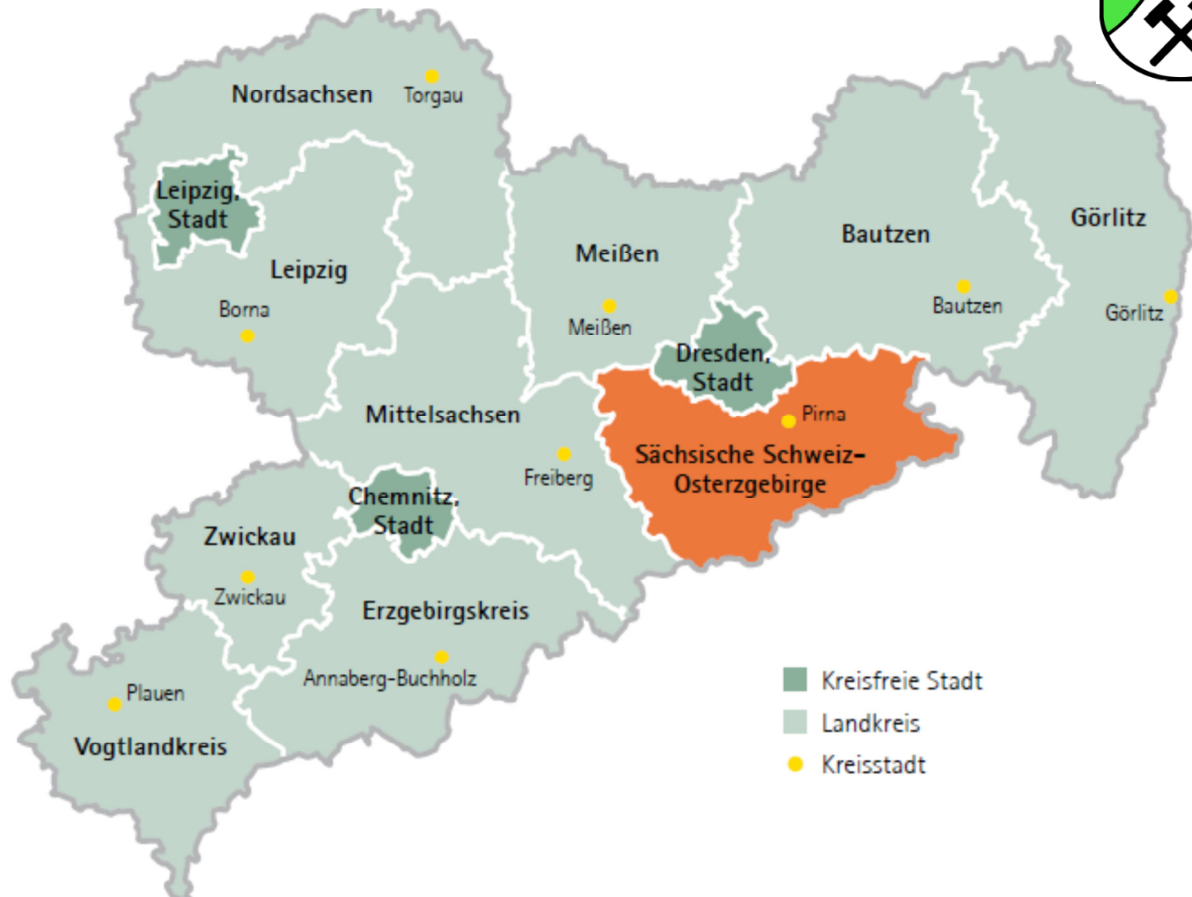 Nordsachsen
Torgau
Leipzig,
Stadt
Leipzig
Borna
Meißen
Meißen
Bautzen
Bautzen
Görlitz
Görlitz
Dresden,
Stadt
Mittelsachsen
Freiberg
Pirna
Sächsische Schweiz-
Osterzgebirge
Chemnitz,
Stadt
Zwickau
Zwickau
Erzgebirgskreis
Annaberg-Buchholz
Plauen
Vogtlandkreis
Kreisfreie Stadt
Landkreis
Kreisstadt